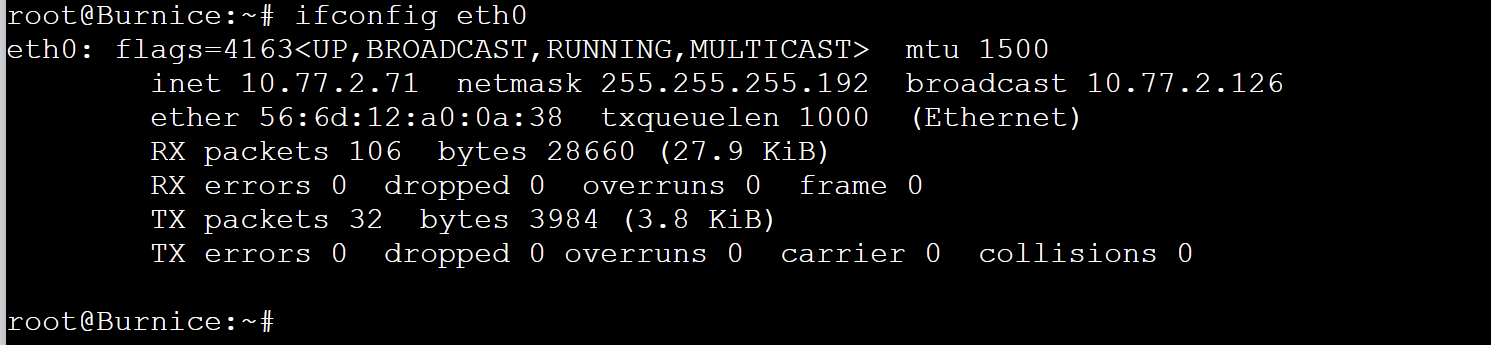 root@Burnice:~# ifconfig eth0
eth0: flags=4163<UP,BROADCAST,RUNNING,MULTICAST>  mtu 1500
        inet 10.77.2.71  netmask 255.255.255.192  broadcast 10.77.2.126
        ether 56:6d:12:a0:0a:38  txqueuelen 1000  (Ethernet)
        RX packets 106  bytes 28660 (27.9 KiB)
        RX errors 0  dropped 0  overruns 0  frame 0
        TX packets 32  bytes 3984 (3.8 KiB)
        TX errors 0  dropped 0 overruns 0  carrier 0  collisions 0
root@Burnice:~#